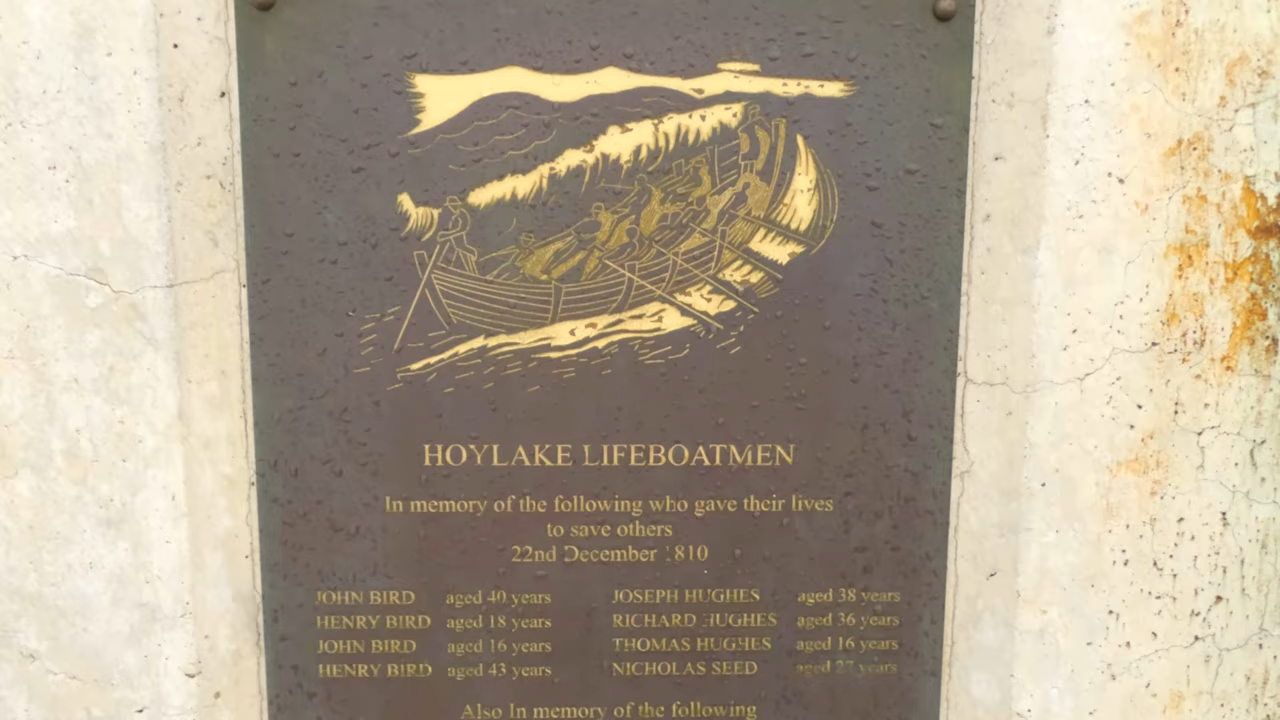 HOYLAKE LIFEBOATMEN
In memory of the following who gave their lives
to save others
22nd December 1810
JOHN BIRD aged 40 years JOSEPH HUGHES aged 38 years
HENRY BIRD aged 18 years RICHARD HUGHES aged 36 years
JOHN BIRD aged 16 years THOMAS HUGHES aged 16 years
HENRY BIRD aged 43 years NICHOLAS SEED aged 27 years
Also In memory of the following